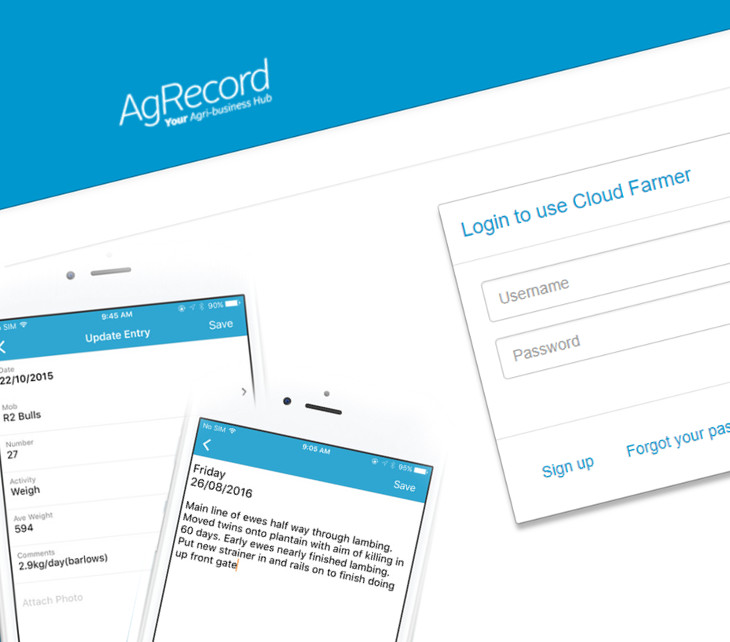 AgRecord
Your Agri-business Hub
Login to use Cloud Farmer
Username
Password
Sign up
Forgot your
SIM
9:45 AM
90%
Update Entry
Save
Date
22/10/2015
Mob
R2 Bulls
Number
27
Activity
Weigh
Ave Weight
594
Comments
2.9kg/day(barlows)
Attach Photo
No SIM
9:05 AM
95%
Save
Friday
26/08/2016
Main line of ewes half way through lambing.
Moved twins onto plantain with aim of killing in
60 days. Early ewes nearly finished lambing.
Put new strainer in and rails on to finish doing
up front gate